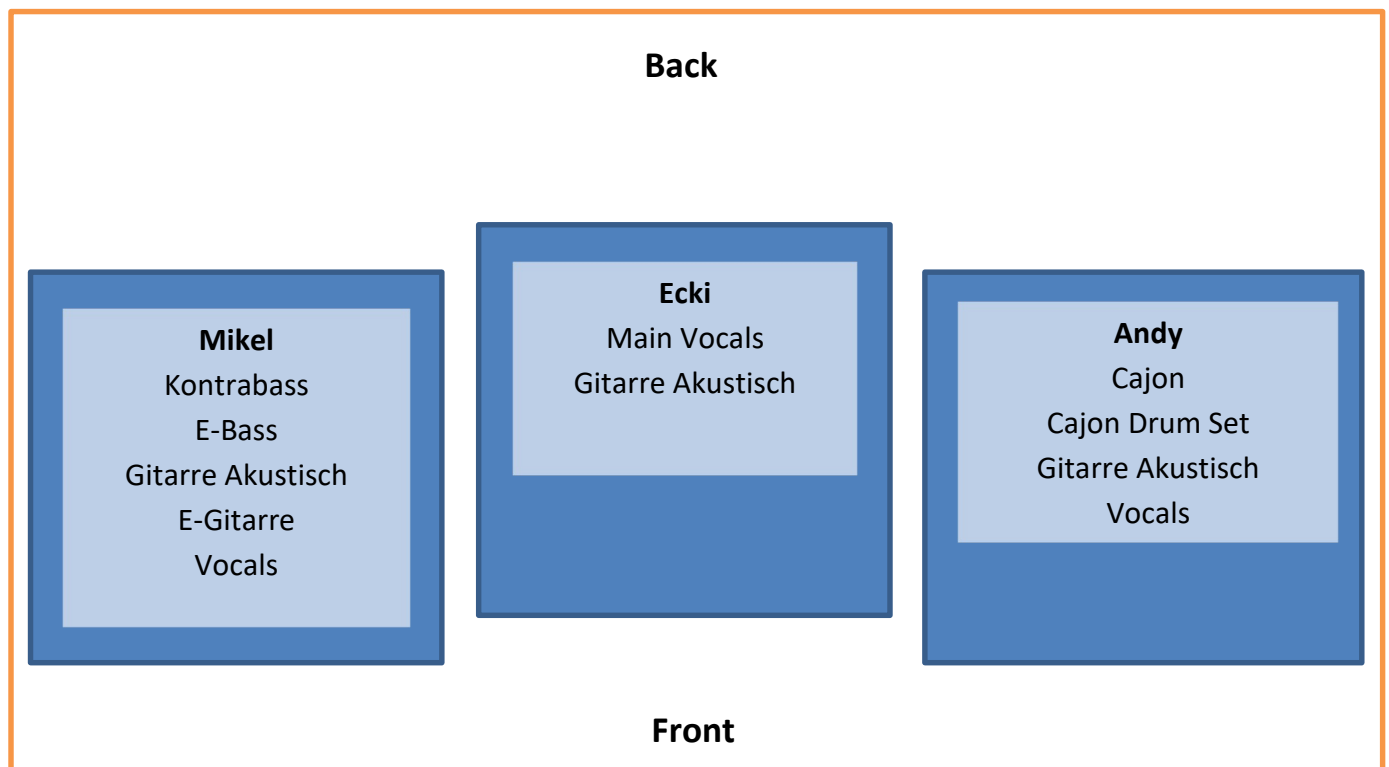 Back
Mikel
Kontrabass
E-Bass
Gitarre Akustisch
E-Gitarre
Vocals
Ecki
Main Vocals
Gitarre Akustisch
Andy
Cajon
Cajon Drum Set
Gitarre Akustisch
Vocals
Front